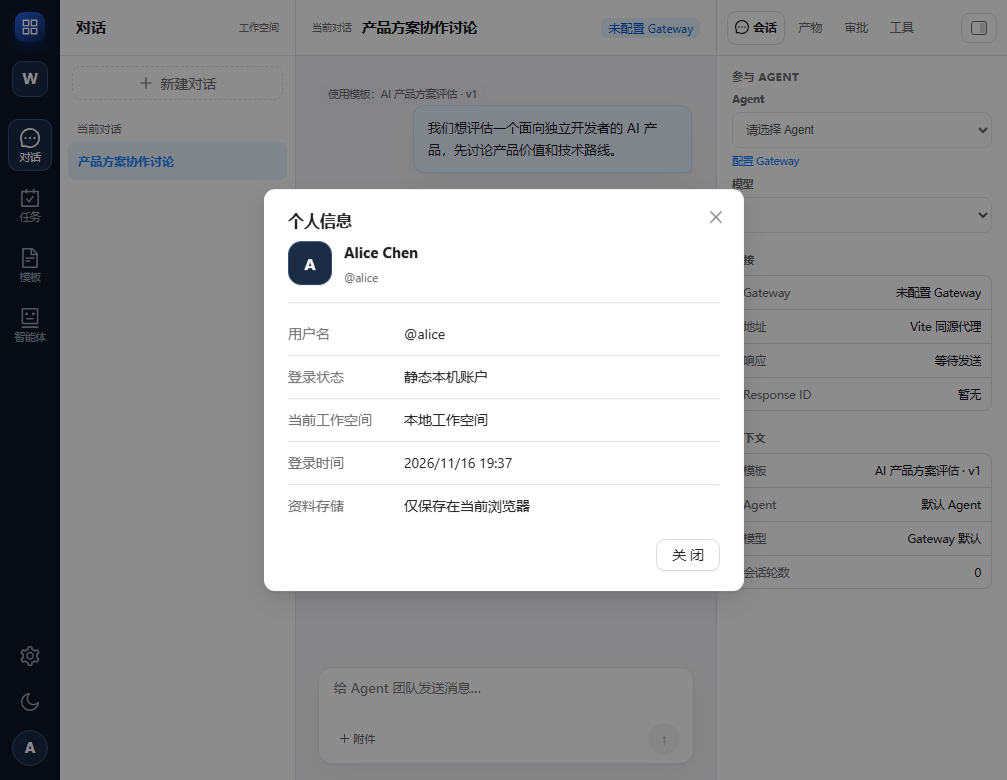 W
对话
任务
模板
智能体
A
对话
工作空间
新建对话
当前对话
产品方案协作讨论
当前对话
产品方案协作讨论
未配置 Gateway
使用模板: AI 产品方案评估 · v1
我们想评估一个面向独立开发者的 AI 产
品，先讨论产品价值和技术路线。
给 Agent 团队发送消息...
附件
会话
产物
审批
工具
参与 AGENT
Agent
请选择 Agent
配置 Gateway
模型
接
Gateway
未配置 Gateway
地址
Vite 同源代理
响应
等待发送
Response ID
暂无
下文
模板
AI 产品方案评估 · v1
Agent
默认 Agent
模型
Gateway 默认
会话轮数
0
个人信息
A
Alice Chen
@alice
用户名
@alice
登录状态
静态本机账户
当前工作空间
本地工作空间
登录时间
2026/11/16 19:37
资料存储
仅保存在当前浏览器
关 闭